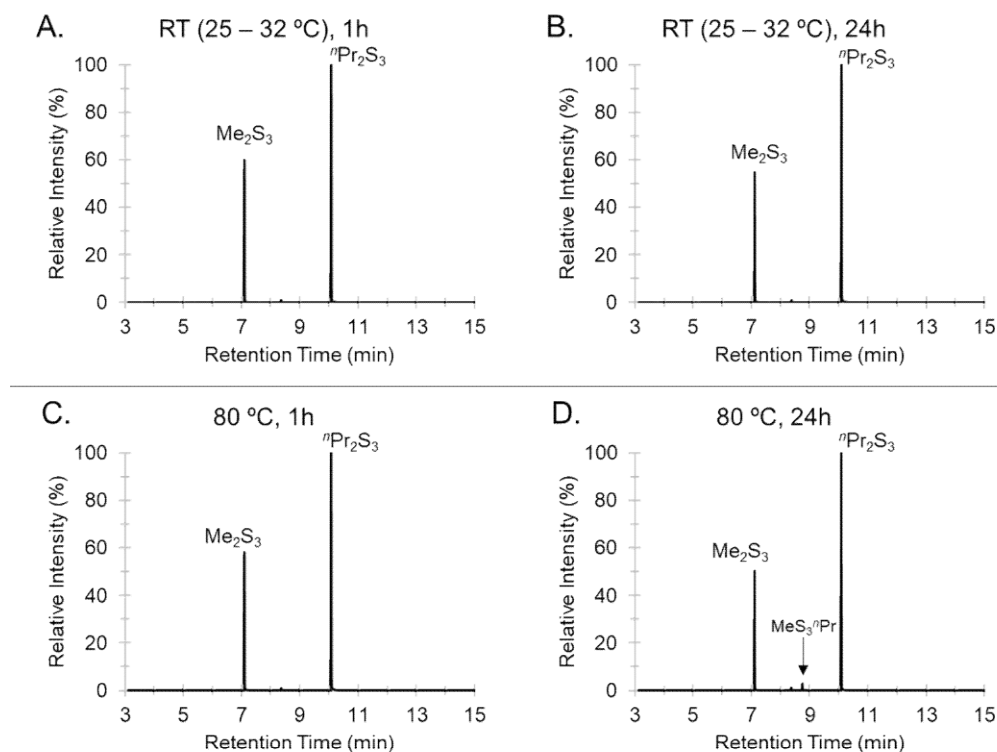 A.
RT (25 – 32 ºC), 1h
ⁿPr₂S₃
Me₂S₃
Relative Intensity (%)
100
80
60
40
20
0
3 5 7 9 11 13 15
Retention Time (min)
B.
RT (25 – 32 ºC), 24h
ⁿPr₂S₃
Me₂S₃
Relative Intensity (%)
100
80
60
40
20
0
3 5 7 9 11 13 15
Retention Time (min)
C.
80 ºC, 1h
ⁿPr₂S₃
Me₂S₃
Relative Intensity (%)
100
80
60
40
20
0
3 5 7 9 11 13 15
Retention Time (min)
D.
80 ºC, 24h
ⁿPr₂S₃
Me₂S₃
MeS₃ⁿPr
Relative Intensity (%)
100
80
60
40
20
0
3 5 7 9 11 13 15
Retention Time (min)